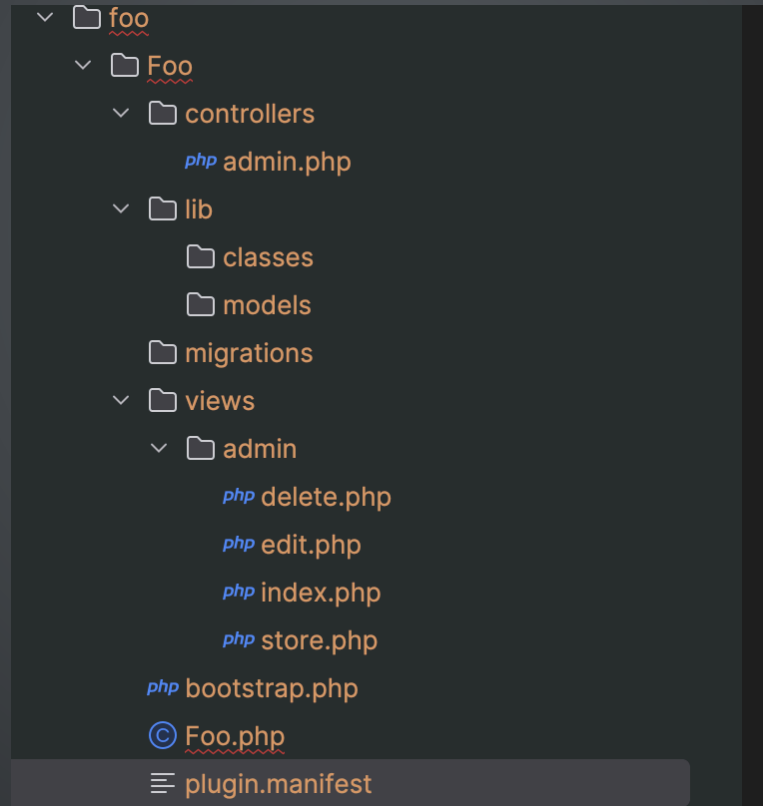 foo
Foo
controllers
php admin.php
lib
classes
models
migrations
views
admin
php delete.php
php edit.php
php index.php
php store.php
php bootstrap.php
C Foo.php
plugin.manifest